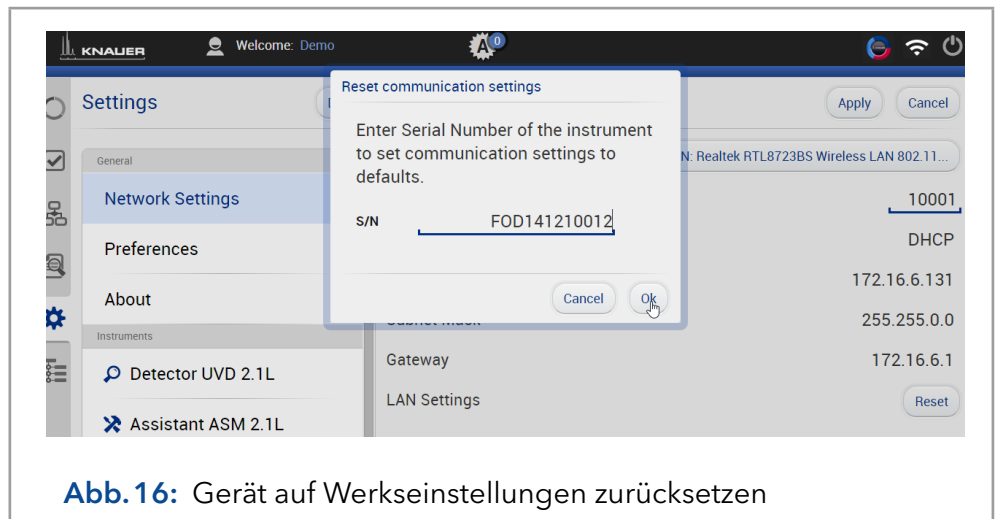 KNAUER
Welcome: Demo
A 0
Settings
Apply
Cancel
Reset communication settings
Enter Serial Number of the instrument
to set communication settings to
defaults.
S/N FOD141210012
Cancel
Ok
N: Realtek RTL8723BS Wireless LAN 802.11...
General
Network Settings
10001
Preferences
DHCP
About
172.16.6.131
Subnet Mask
255.255.0.0
Instruments
Gateway
172.16.6.1
Detector UVD 2.1L
LAN Settings
Reset
Assistant ASM 2.1L
Abb.16: Gerät auf Werkseinstellungen zurücksetzen